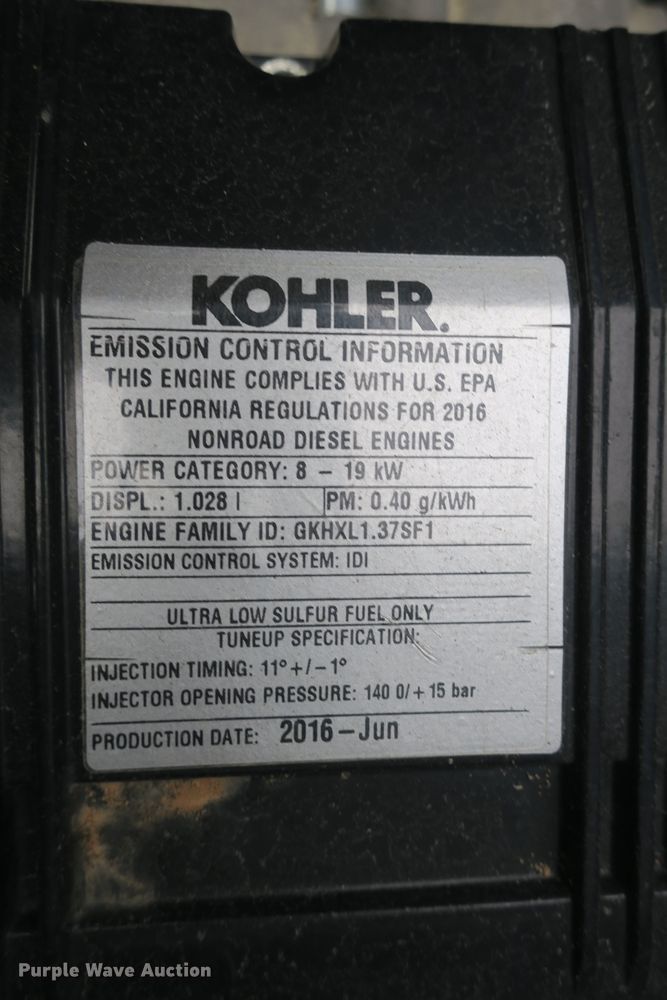 KOHLER.
EMISSION CONTROL INFORMATION
THIS ENGINE COMPLIES WITH U.S. EPA
CALIFORNIA REGULATIONS FOR 2016
NONROAD DIESEL ENGINES
POWER CATEGORY: 8 – 19 kW
DISPL.: 1.028 l PM: 0.40 g/kWh
ENGINE FAMILY ID: GKHXL1.37SF1
EMISSION CONTROL SYSTEM: IDI
ULTRA LOW SULFUR FUEL ONLY
TUNEUP SPECIFICATION:
INJECTION TIMING: 11° +/– 1°
INJECTOR OPENING PRESSURE: 140 0/+ 15 bar
PRODUCTION DATE: 2016–Jun
Purple Wave Auction